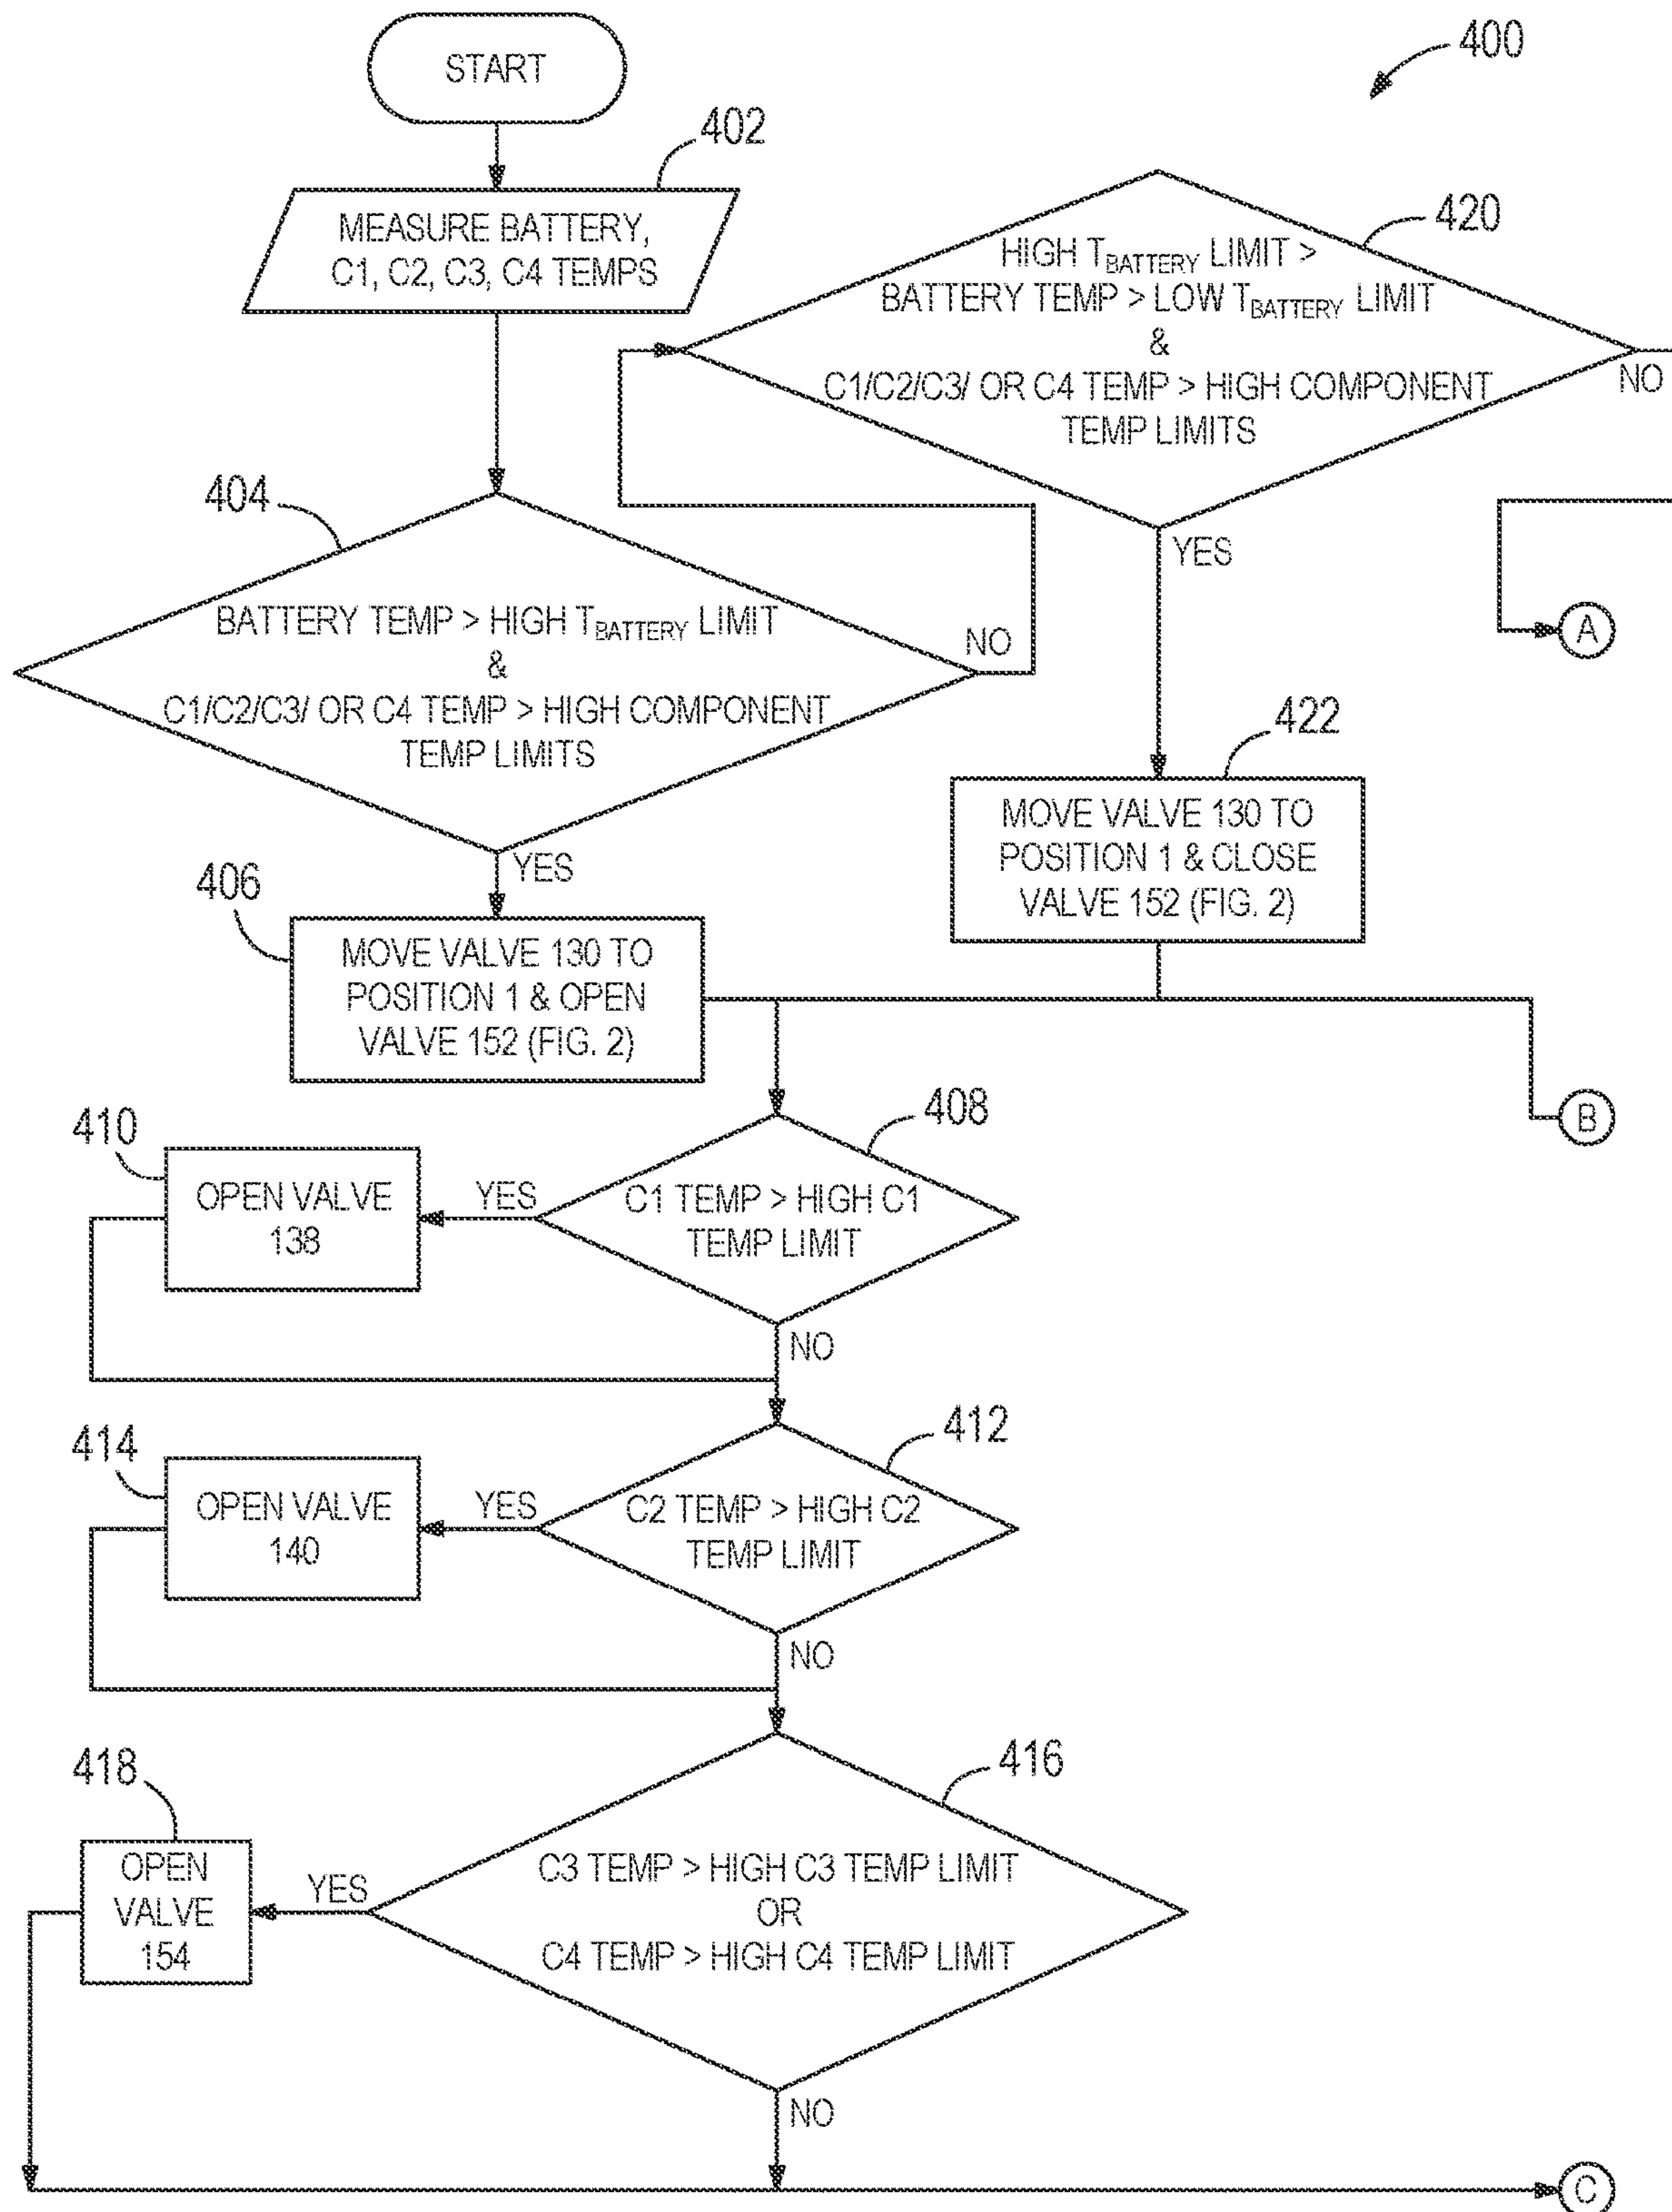 START
400
402
MEASURE BATTERY,
C1, C2, C3, C4 TEMPS
420
HIGH TBATTERY LIMIT >
BATTERY TEMP > LOW TBATTERY LIMIT
&
C1/C2/C3/ OR C4 TEMP > HIGH COMPONENT
TEMP LIMITS
NO
YES
A
404
BATTERY TEMP > HIGH TBATTERY LIMIT
&
C1/C2/C3/ OR C4 TEMP > HIGH COMPONENT
TEMP LIMITS
NO
YES
422
MOVE VALVE 130 TO
POSITION 1 & CLOSE
VALVE 152 (FIG. 2)
406
MOVE VALVE 130 TO
POSITION 1 & OPEN
VALVE 152 (FIG. 2)
B
408
C1 TEMP > HIGH C1
TEMP LIMIT
YES
410
OPEN VALVE
138
NO
412
C2 TEMP > HIGH C2
TEMP LIMIT
YES
414
OPEN VALVE
140
NO
416
C3 TEMP > HIGH C3 TEMP LIMIT
OR
C4 TEMP > HIGH C4 TEMP LIMIT
YES
418
OPEN
VALVE
154
NO
C